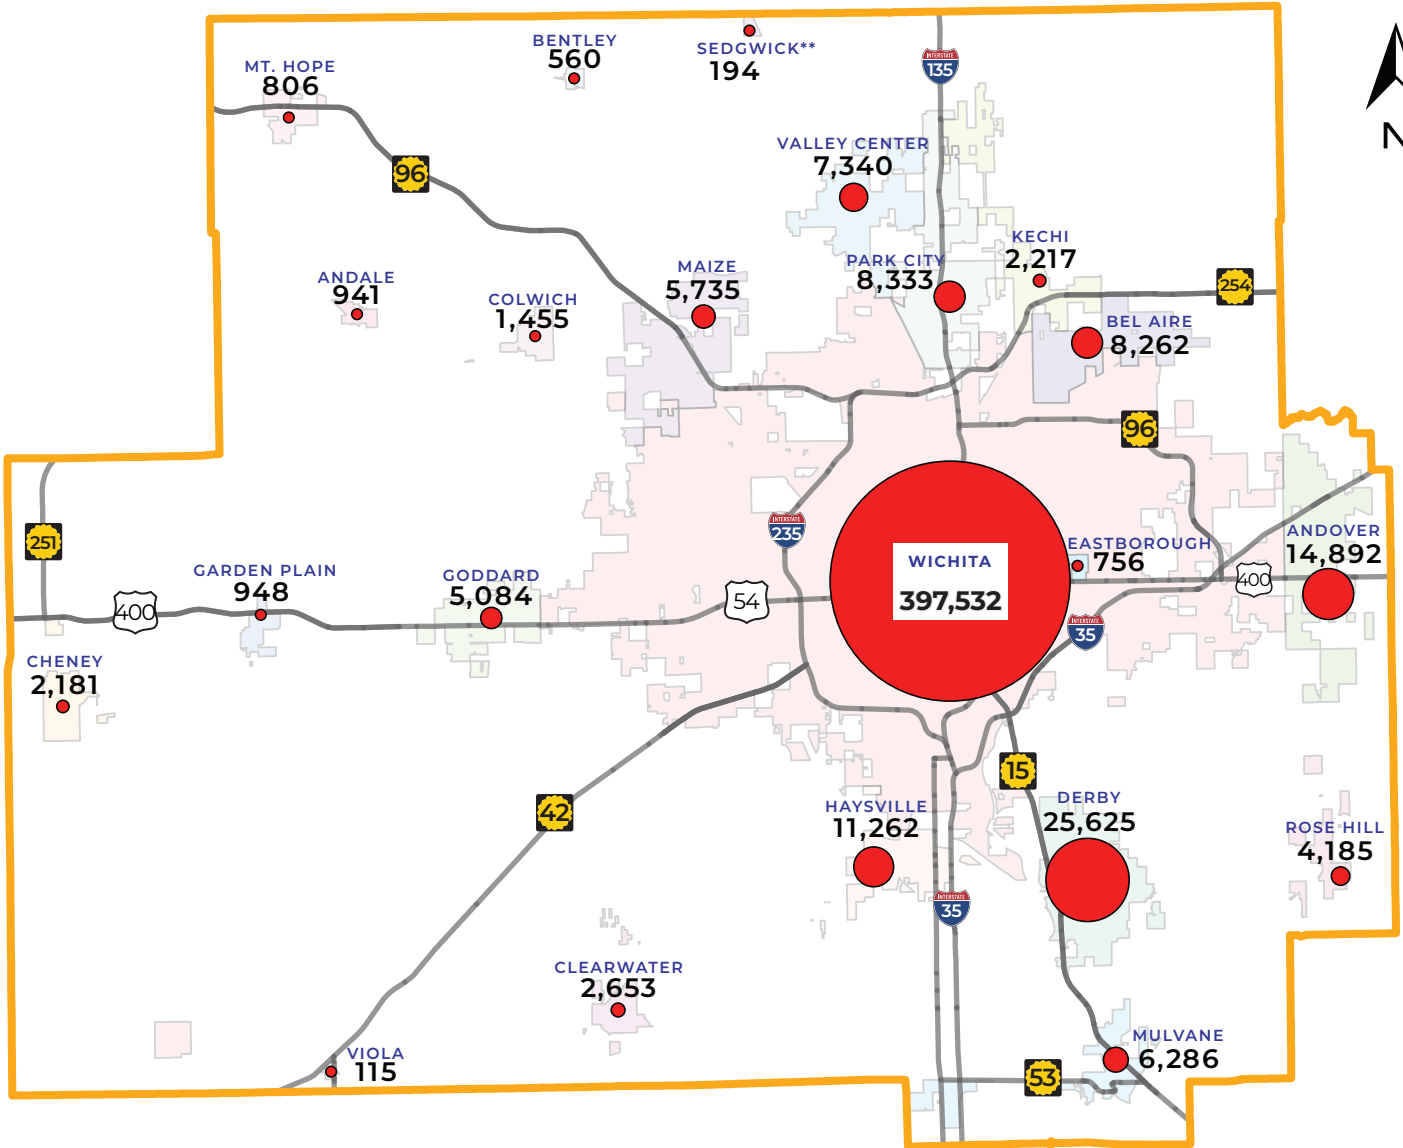 SEDGWICK**
194
BENTLEY
560
MT. HOPE
806
INTERSTATE
135
N
VALLEY CENTER
7,340
96
KECHI
2,217
PARK CITY
8,333
MAIZE
5,735
ANDALE
941
COLWICH
1,455
254
BEL AIRE
8,262
96
INTERSTATE
235
251
ANDOVER
14,892
EASTBOROUGH
756
WICHITA
397,532
GARDEN PLAIN
948
GODDARD
5,084
400
54
400
INTERSTATE
35
CHENEY
2,181
15
42
DERBY
25,625
HAYSVILLE
11,262
ROSE HILL
4,185
INTERSTATE
35
CLEARWATER
2,653
VIOLA
115
MULVANE
6,286
53